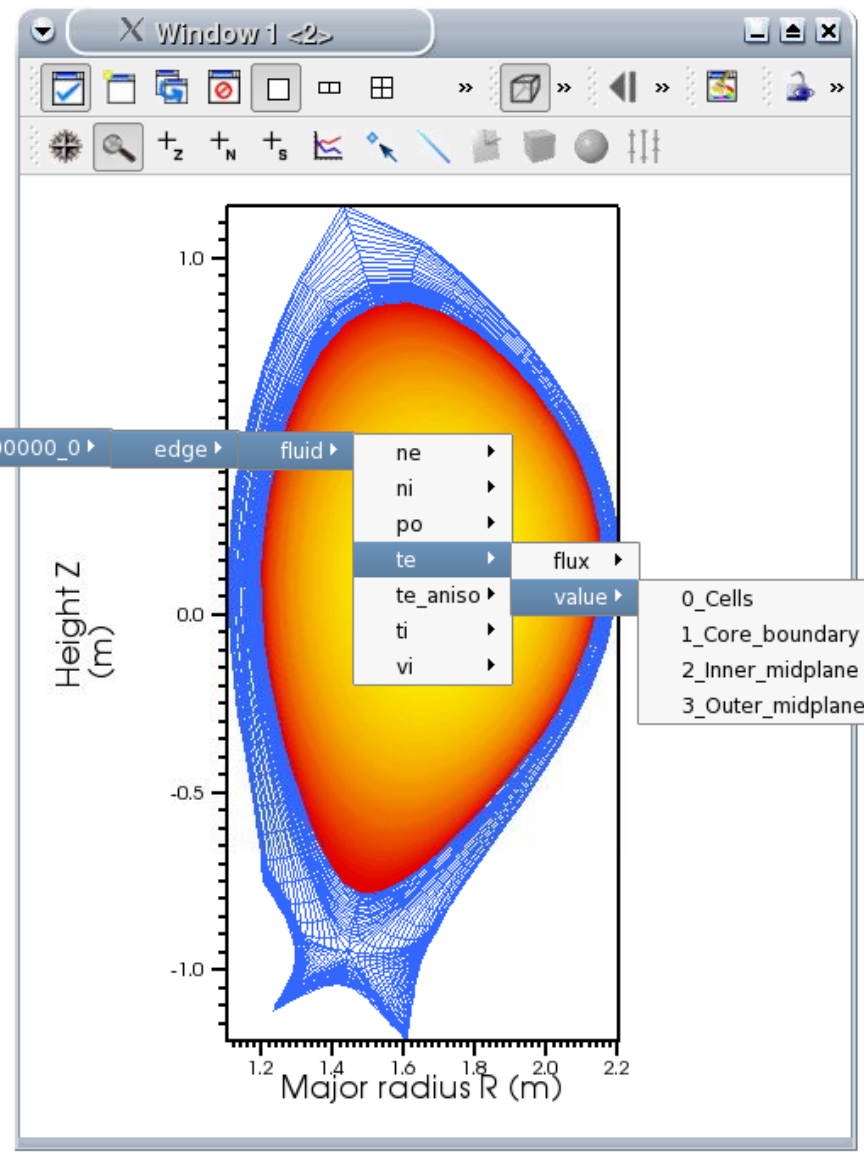 Window 1 <2>
»
»
»
»
+z
+N
+s
1.0
00000_0
edge
fluid
ne
ni
po
te
flux
te_aniso
value
0_Cells
ti
1_Core_boundary
vi
2_Inner_midplane
3_Outer_midplane
Height Z
(m)
0.0
-0.5
-1.0
1.2 1.4 1.6 1.8 2.0 2.2
Major radius R (m)